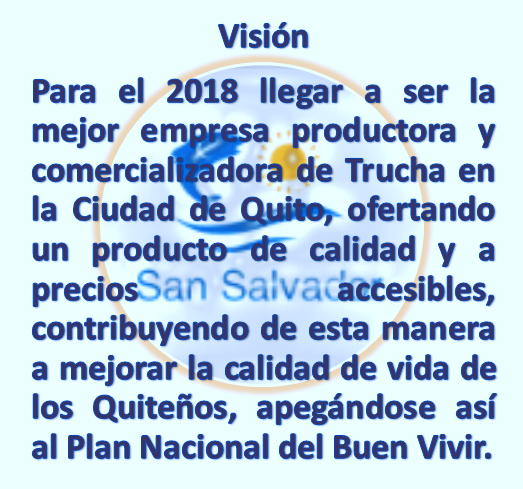 Visión
Para el 2018 llegar a ser la
mejor empresa productora y
comercializadora de Trucha en
la Ciudad de Quito, ofertando
un producto de calidad y a
precios accesibles,
San Salvador
contribuyendo de esta manera
a mejorar la calidad de vida de
los Quiteños, apegándose así
al Plan Nacional del Buen Vivir.